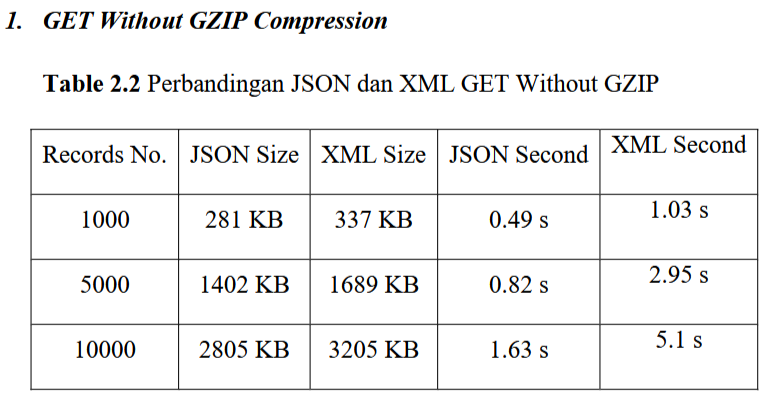 1. GET Without GZIP Compression
Table 2.2 Perbandingan JSON dan XML GET Without GZIP
Records No. JSON Size XML Size JSON Second XML Second
1000 281 KB 337 KB 0.49 s 1.03 s
5000 1402 KB 1689 KB 0.82 s 2.95 s
10000 2805 KB 3205 KB 1.63 s 5.1 s